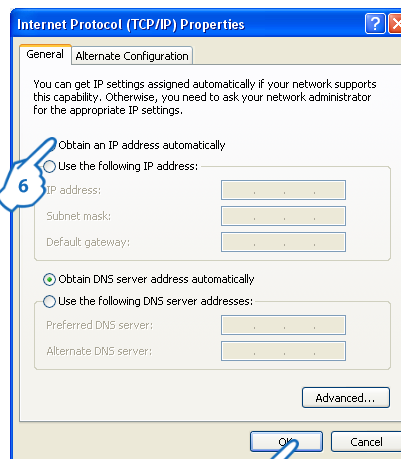 Internet Protocol (TCP/IP) Properties
General
Alternate Configuration
You can get IP settings assigned automatically if your network supports
this capability. Otherwise, you need to ask your network administrator
for the appropriate IP settings.
Obtain an IP address automatically
Use the following IP address:
6
IP address:
Subnet mask:
Default gateway:
Obtain DNS server address automatically
Use the following DNS server addresses:
Preferred DNS server:
Alternate DNS server:
Advanced...
OK
Cancel